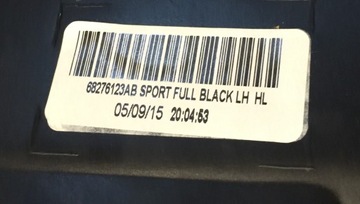 68276123AB SPORT FULL BLACK LH HL
05/09/15 20:04:53